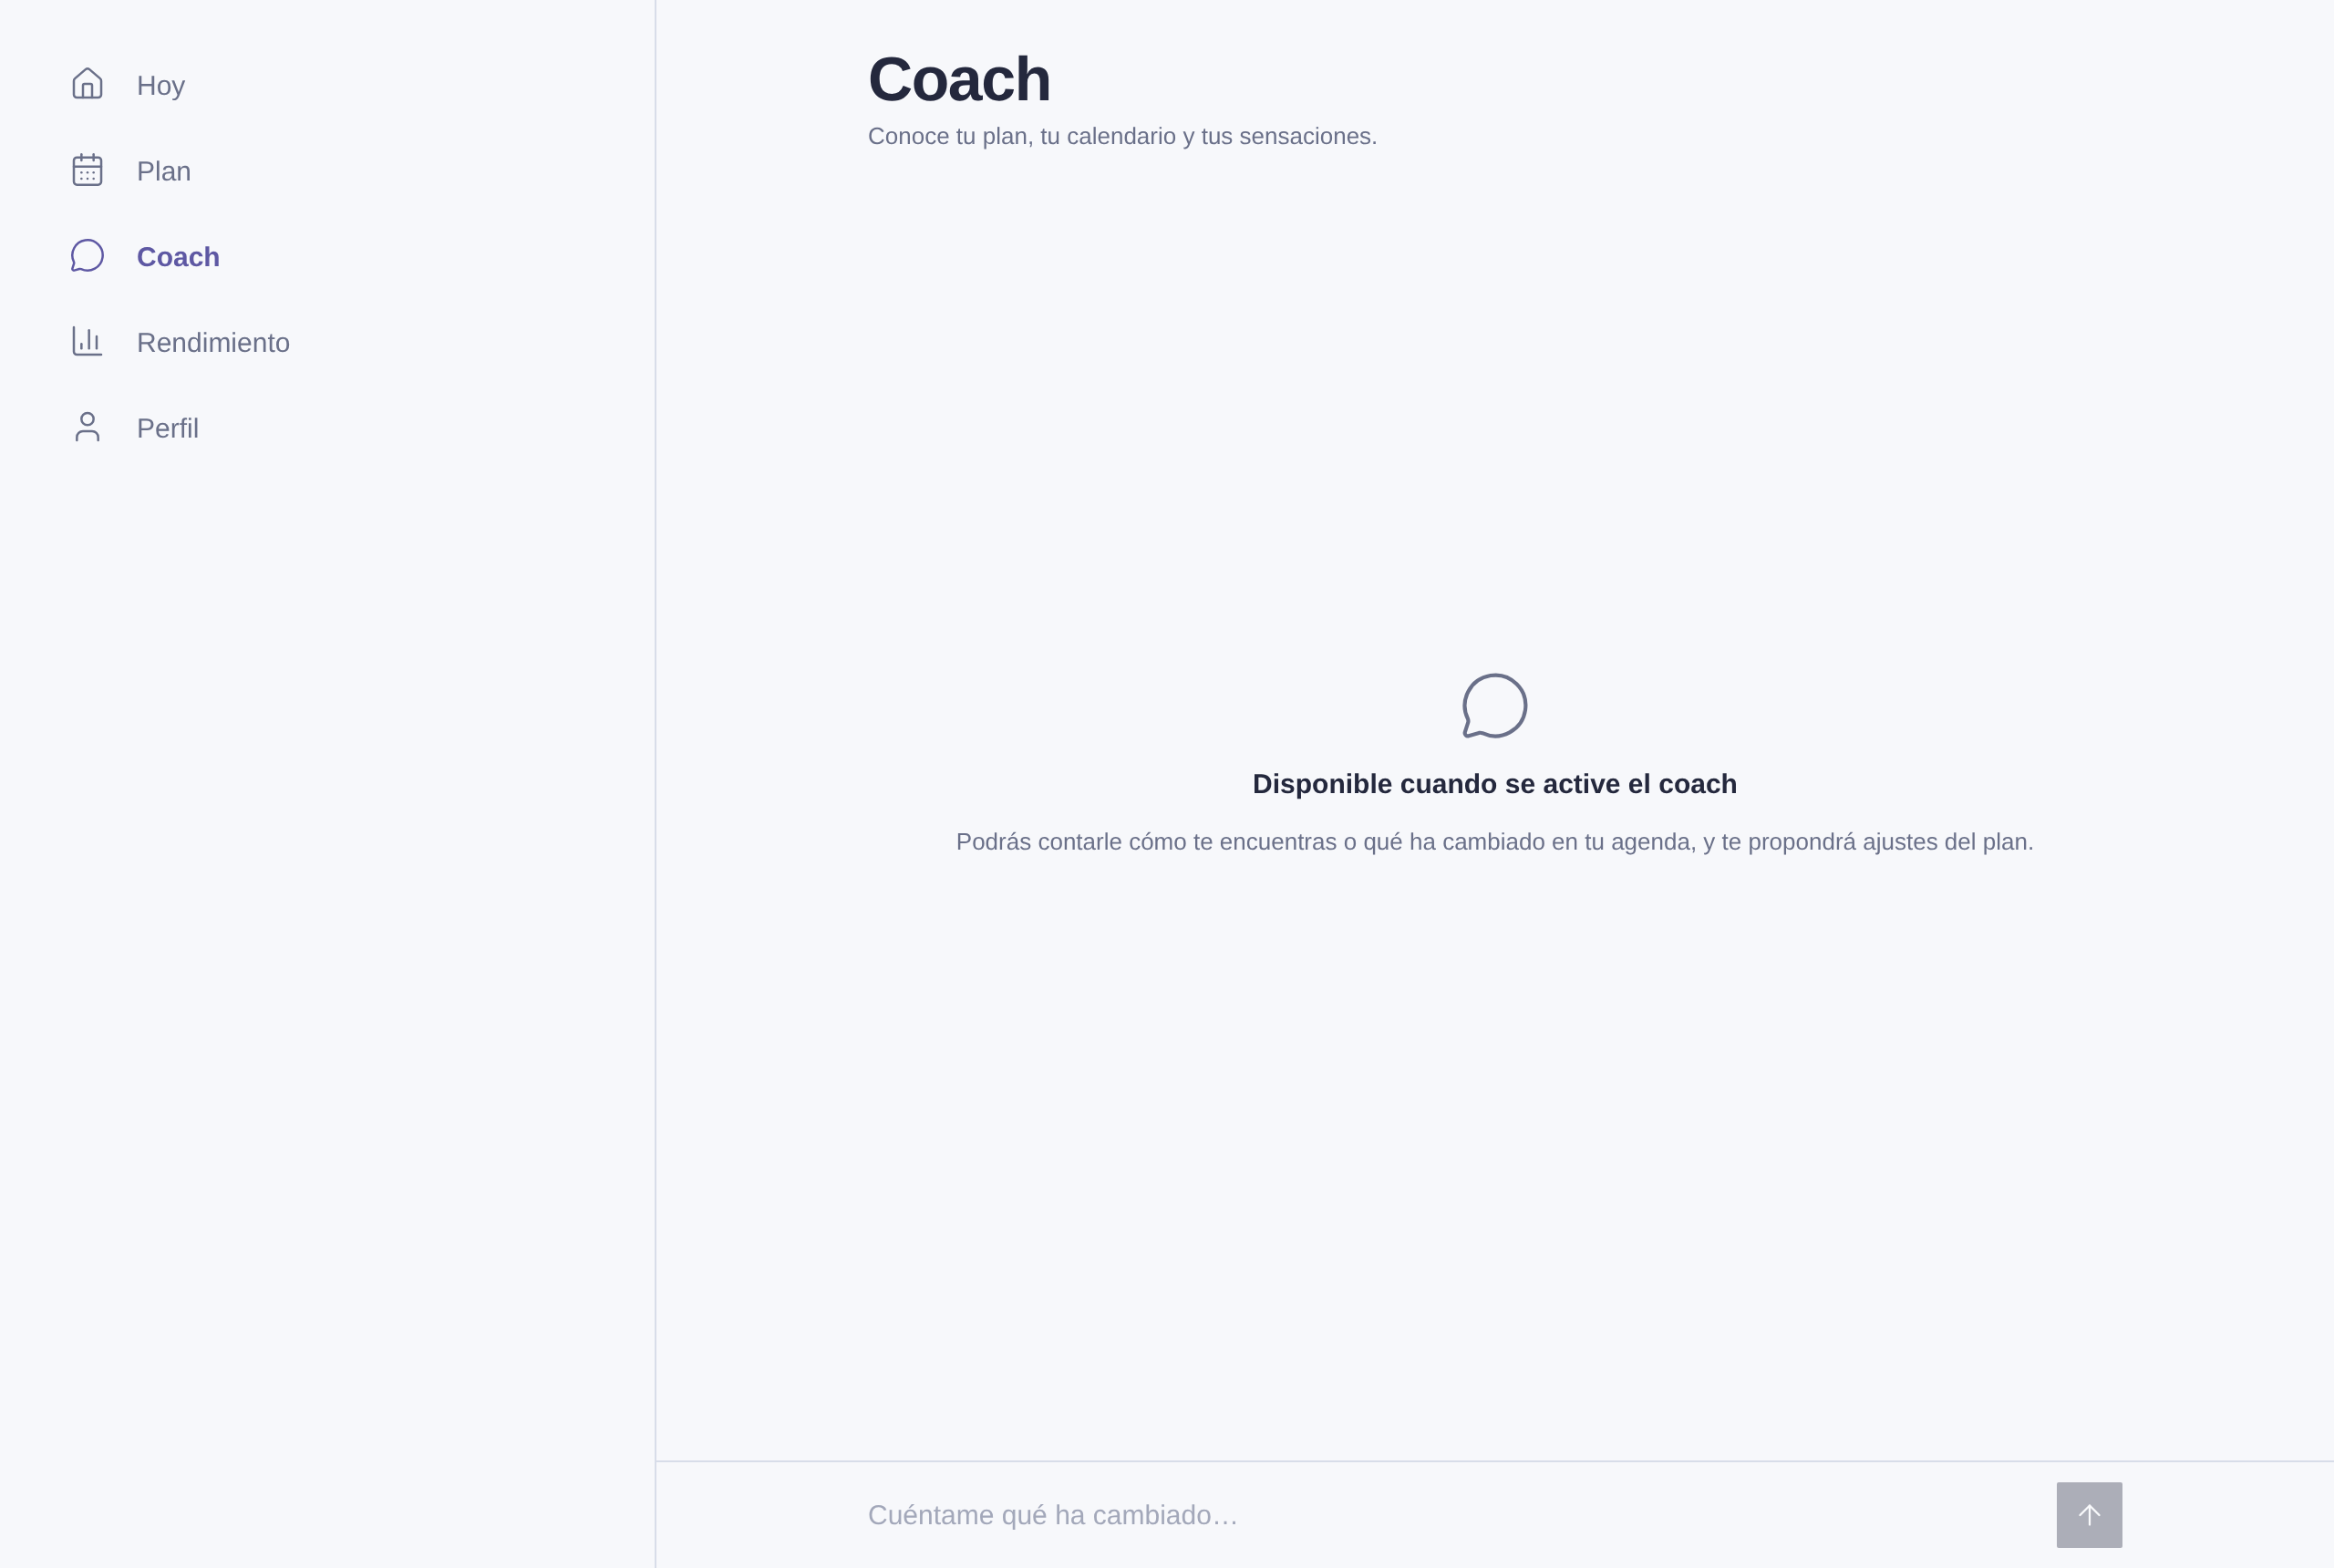 Hoy
Plan
Coach
Rendimiento
Perfil
Coach
Conoce tu plan, tu calendario y tus sensaciones.
Disponible cuando se active el coach
Podrás contarle cómo te encuentras o qué ha cambiado en tu agenda, y te propondrá ajustes del plan.
Cuéntame qué ha cambiado…